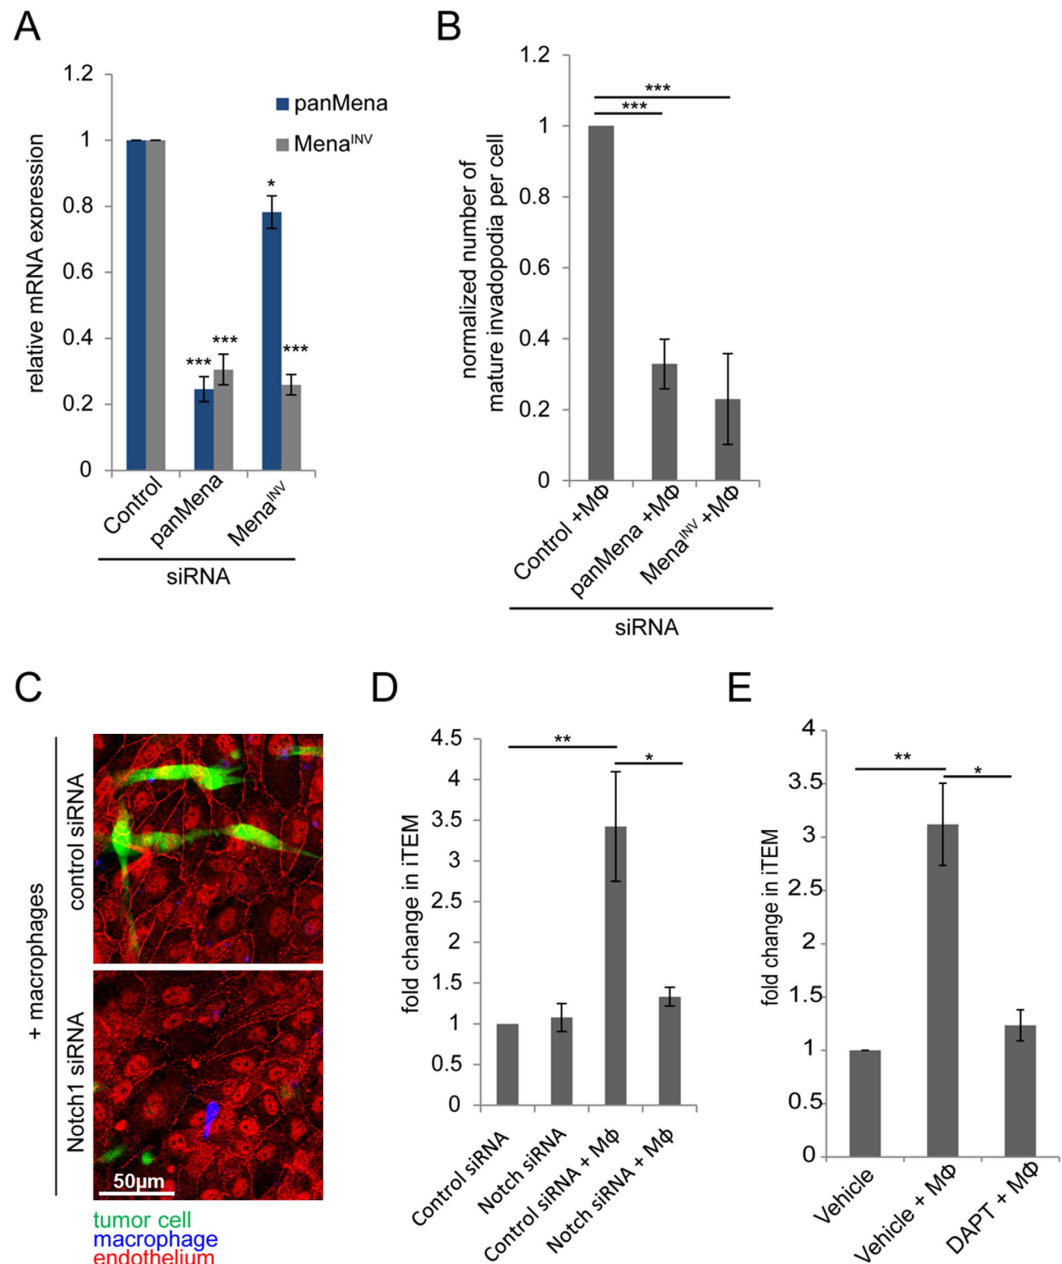 A
1.2
1
0.8
0.6
0.4
0.2
0
relative mRNA expression
panMena
Mena^INV
***
***
*
***
Control
panMena
Mena^INV
siRNA
B
1.2
1
0.8
0.6
0.4
0.2
0
normalized number of
mature invadopodia per cell
***
***
Control +MΦ
panMena +MΦ
Mena^INV +MΦ
siRNA
C
+ macrophages
control siRNA
Notch1 siRNA
50µm
tumor cell
macrophage
endothelium
D
4.5
4
3.5
3
2.5
2
1.5
1
0.5
0
fold change in iTEM
**
*
Control siRNA
Notch siRNA
Control siRNA + Mϕ
Notch siRNA + Mϕ
E
4
3.5
3
2.5
2
1.5
1
0.5
0
fold change in iTEM
**
*
Vehicle
Vehicle + MΦ
DAPT + MΦ